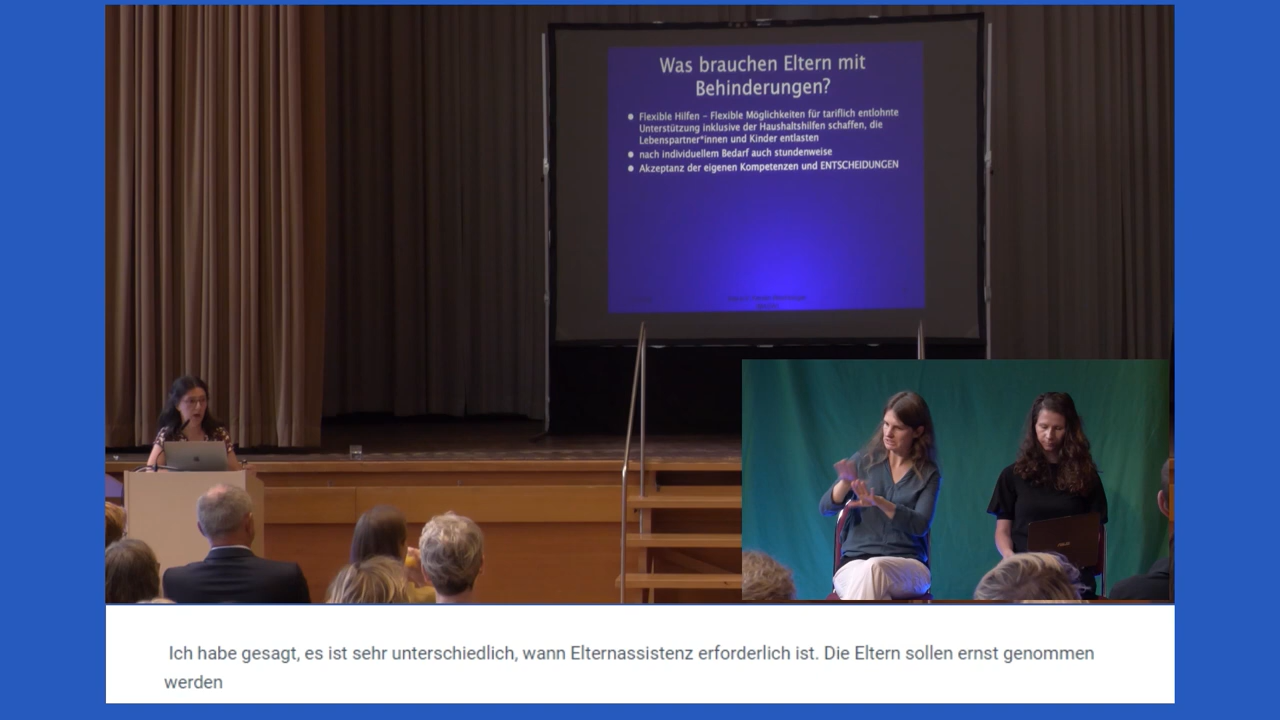 Was brauchen Eltern mit
Behinderungen?
● Flexible Hilfen – Flexible Möglichkeiten für tariflich entlohnte
Unterstützung inklusive der Haushaltshilfen schaffen, die
Lebenspartner*innen und Kinder entlasten
● nach individuellem Bedarf auch stundenweise
● Akzeptanz der eigenen Kompetenzen und ENTSCHEIDUNGEN
Ich habe gesagt, es ist sehr unterschiedlich, wann Elternassistenz erforderlich ist. Die Eltern sollen ernst genommen
werden